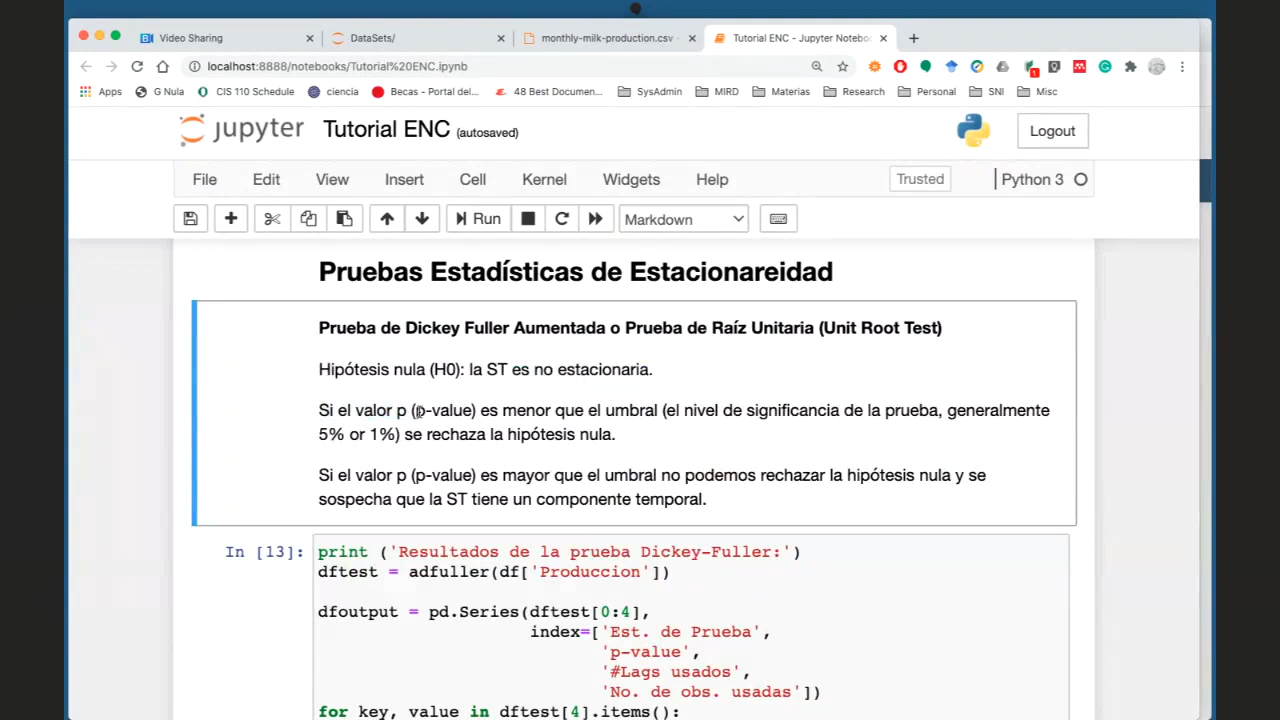 Video Sharing
DataSets/
monthly-milk-production.csv -
Tutorial ENC - Jupyter Notebo
localhost:8888/notebooks/Tutorial%20ENC.ipynb
1
Apps G Nula CIS 110 Schedule ciencia Becas - Portal del... 48 Best Documen... SysAdmin MIRD Materias Research Personal SNI Misc
jupyter Tutorial ENC (autosaved)
Logout
File Edit View Insert Cell Kernel Widgets Help
Trusted
Python 3
Run
Markdown
Pruebas Estadísticas de Estacionareidad
Prueba de Dickey Fuller Aumentada o Prueba de Raíz Unitaria (Unit Root Test)
Hipótesis nula (H0): la ST es no estacionaria.
Si el valor p (p-value) es menor que el umbral (el nivel de significancia de la prueba, generalmente
5% or 1%) se rechaza la hipótesis nula.
Si el valor p (p-value) es mayor que el umbral no podemos rechazar la hipótesis nula y se
sospecha que la ST tiene un componente temporal.
In [13]: print ('Resultados de la prueba Dickey-Fuller:')
dftest = adfuller(df['Produccion'])
dfoutput = pd.Series(dftest[0:4],
index=['Est. de Prueba',
'p-value',
'#Lags usados',
'No. de obs. usadas'])
for key, value in dftest[4].items():